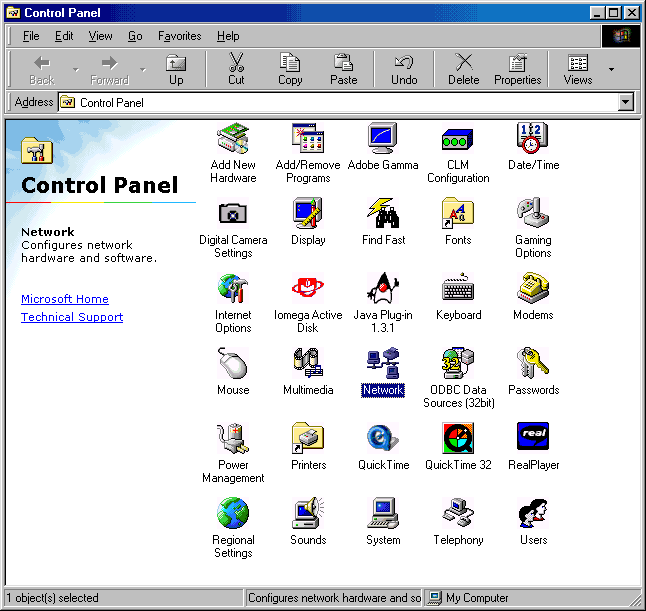 Control Panel
File Edit View Go Favorites Help
Back Forward Up Cut Copy Paste Undo Delete Properties Views
Address Control Panel
Control Panel
Network
Configures network
hardware and software.
Microsoft Home
Technical Support
Add New
Hardware
Add/Remove
Programs
Adobe Gamma
CLM
Configuration
Date/Time
Digital Camera
Settings
Display
Find Fast
Fonts
Gaming
Options
Internet
Options
Iomega Active
Disk
Java Plug-in
1.3.1
Keyboard
Modems
Mouse
Multimedia
Network
ODBC Data
Sources (32bit)
Passwords
Power
Management
Printers
QuickTime
QuickTime 32
real
RealPlayer
Regional
Settings
Sounds
System
Telephony
Users
1 object(s) selected
Configures network hardware and so
My Computer